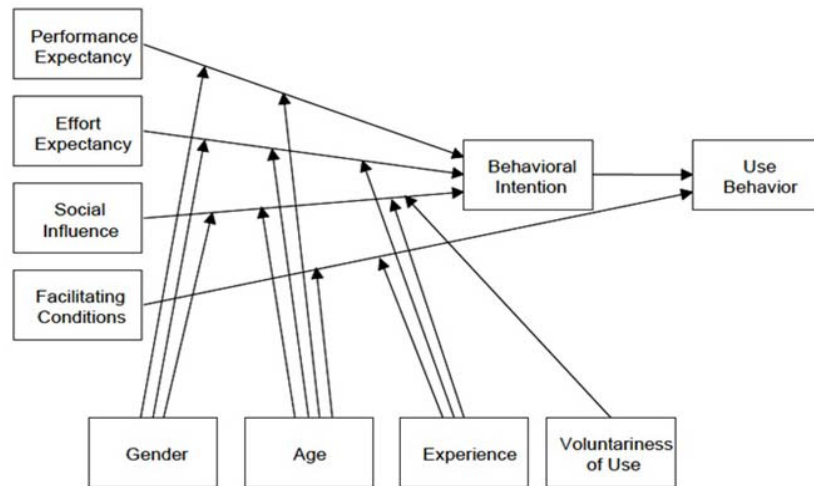 Performance
Expectancy
Effort
Expectancy
Social
Influence
Facilitating
Conditions
Behavioral
Intention
Use
Behavior
Gender
Age
Experience
Voluntariness
of Use